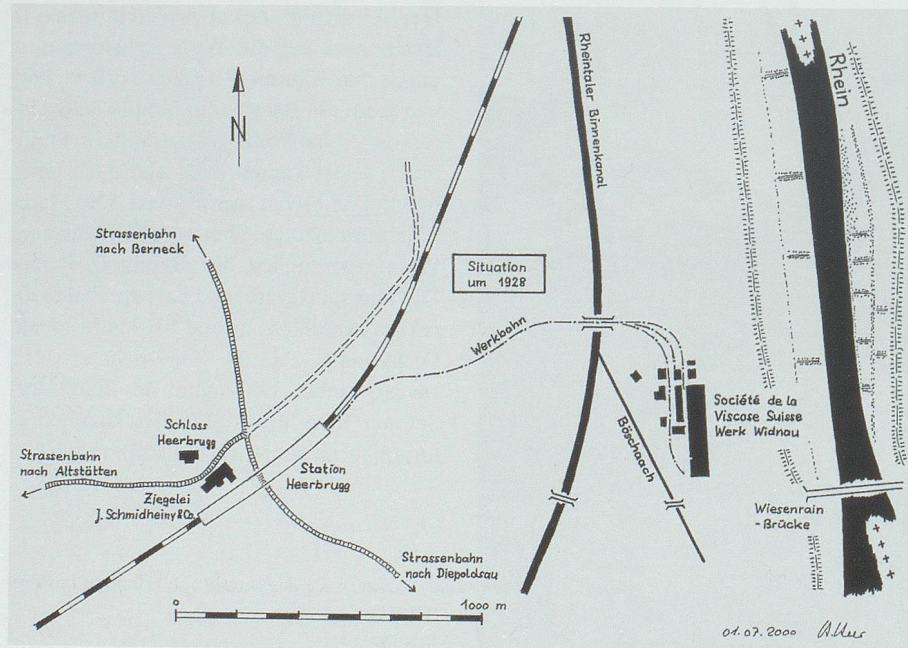 N
Rheintaler Binnenkanal
Rhein
Strassenbahn
nach Berneck
Situation
um 1928
Werkbahn
Société de la
Viscose Suisse
Werk Widnau
Schloss
Heerbrugg
Strassenbahn
nach Altstätten
Station
Heerbrugg
Böschaach
Ziegelei
J. Schmidheiny & Co.
Wiesenrain
-Brücke
Strassenbahn
nach Diepoldsau
0
1000 m
01.07.2000